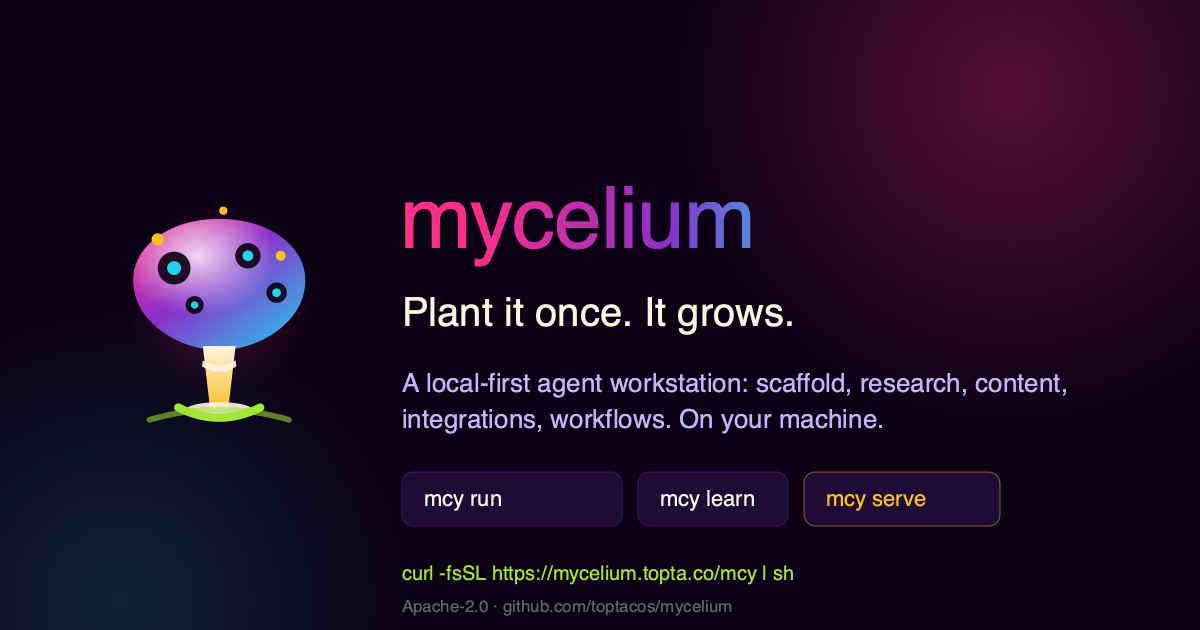 mycelium
Plant it once. It grows.
A local-first agent workstation: scaffold, research, content,
integrations, workflows. On your machine.
mcy run
mcy learn
mcy serve
curl -fsSL https://mycelium.topta.co/mcy | sh
Apache-2.0 · github.com/toptacos/mycelium